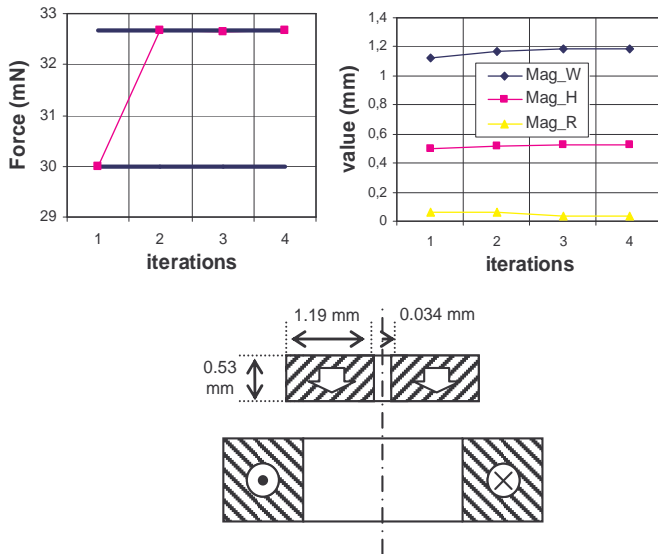 33
32
31
30
29
Force (mN)
1 2 3 4
iterations
1,4
1,2
1
0,8
0,6
0,4
0,2
0
value (mm)
Mag_W
Mag_H
Mag_R
1 2 3 4
iterations
1.19 mm
0.034 mm
0.53
mm